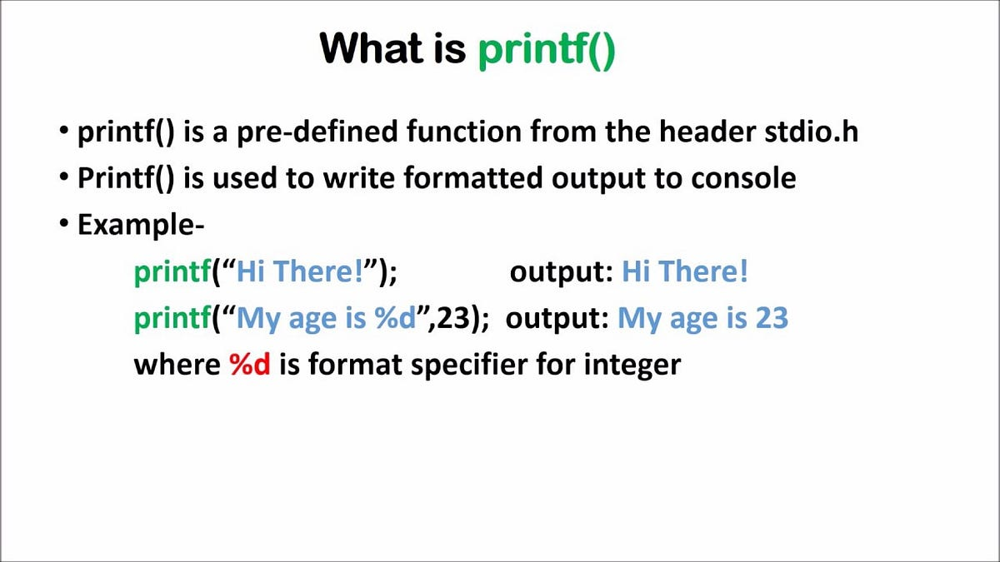 What is printf()
• printf() is a pre-defined function from the header stdio.h
• Printf() is used to write formatted output to console
• Example-
printf(“Hi There!”); output: Hi There!
printf(“My age is %d”,23); output: My age is 23
where %d is format specifier for integer